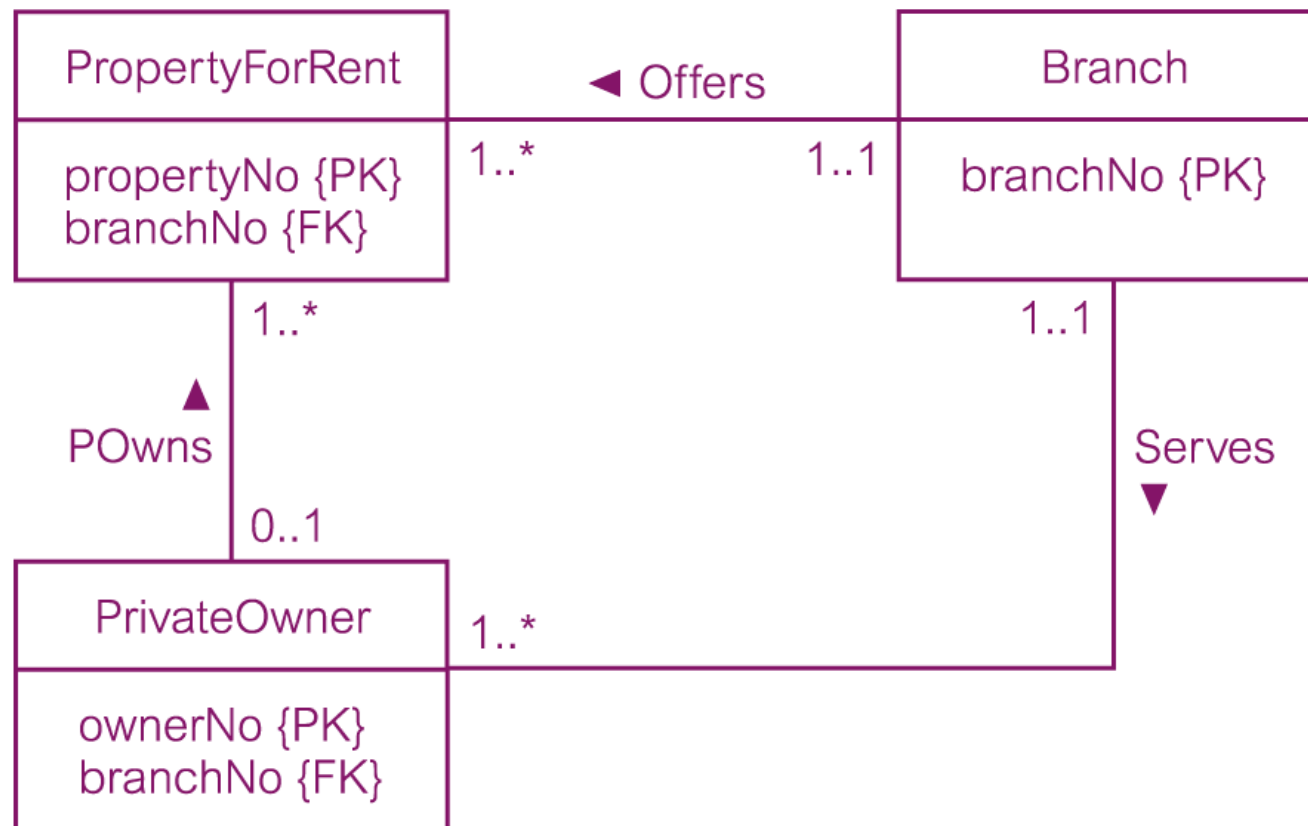 PropertyForRent
propertyNo {PK}
branchNo {FK}
◄ Offers
1..*
1..1
Branch
branchNo {PK}
1..*
▲
POwns
0..1
1..1
Serves
▼
PrivateOwner
ownerNo {PK}
branchNo {FK}
1..*